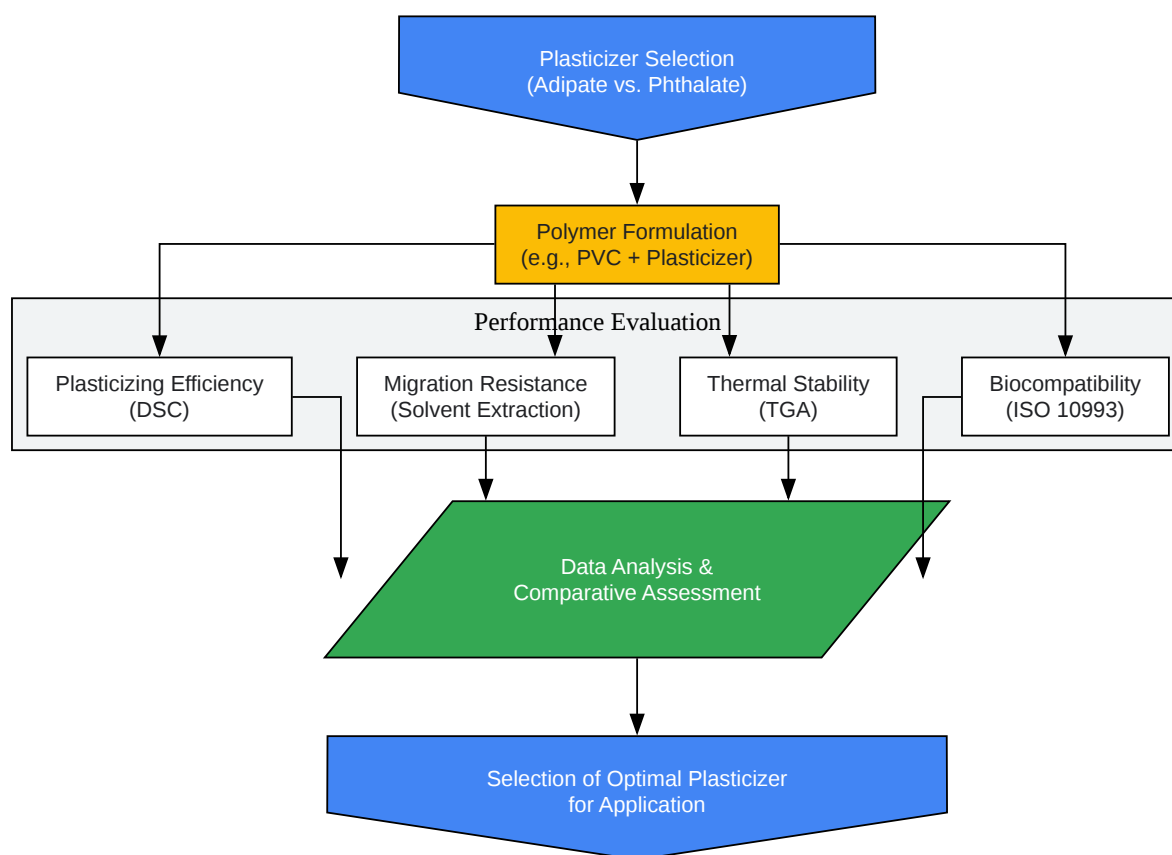 Plasticizer Selection
(Adipate vs. Phthalate)
Polymer Formulation
(e.g., PVC + Plasticizer)
Performance Evaluation
Plasticizing Efficiency
(DSC)
Migration Resistance
(Solvent Extraction)
Thermal Stability
(TGA)
Biocompatibility
(ISO 10993)
Data Analysis &
Comparative Assessment
Selection of Optimal Plasticizer
for Application